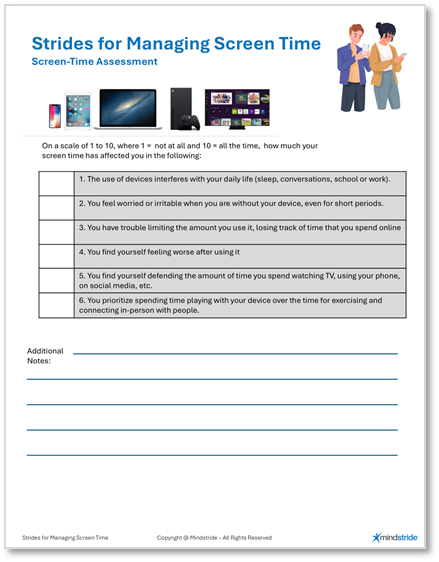 Strides for Managing Screen Time
Screen-Time Assessment
On a scale of 1 to 10, where 1 = not at all and 10 = all the time, how much your
screen time has affected you in the following:
1. The use of devices interferes with your daily life (sleep, conversations, school or work).
2. You feel worried or irritable when you are without your device, even for short periods.
3. You have trouble limiting the amount you use it, losing track of time that you spend online
4. You find yourself feeling worse after using it
5. You find yourself defending the amount of time you spend watching TV, using your phone,
on social media, etc.
6. You prioritize spending time playing with your device over the time for exercising and
connecting in-person with people.
Additional
Notes:
Strides for Managing Screen Time
Copyright @ Mindstride – All Rights Reserved
mindstride